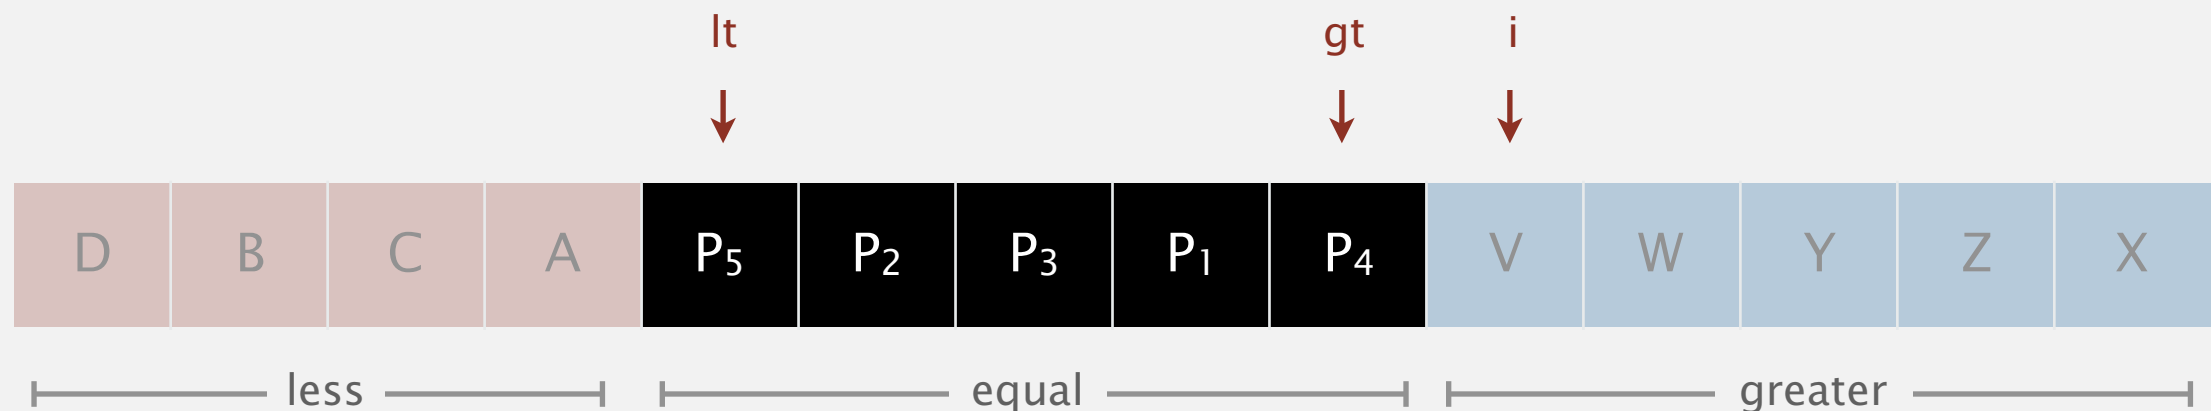 lt gt i
D B C A P₅ P₂ P₃ P₁ P₄ V W Y Z X
less equal greater